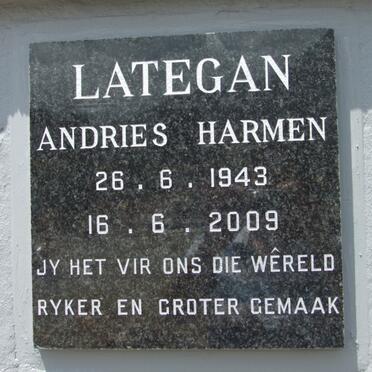 LATEGAN
ANDRIES HARMEN
26 . 6 . 1943
16 . 6 . 2009
JY HET VIR ONS DIE WÊRELD
RYKER EN GROTER GEMAAK